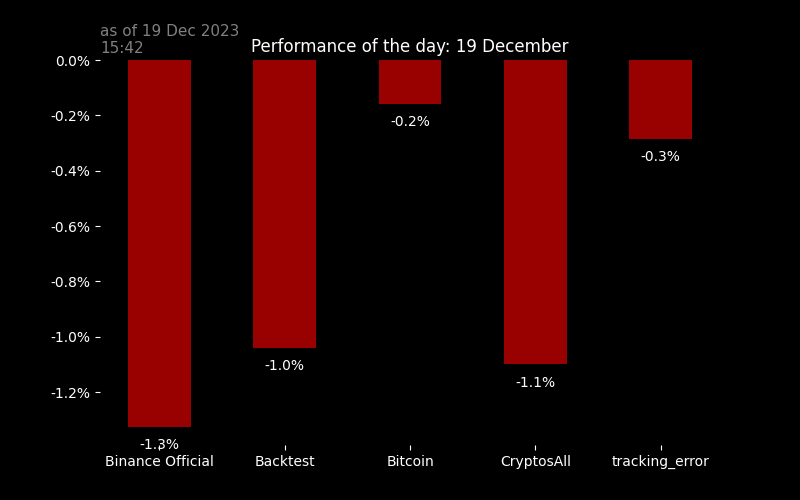 as of 19 Dec 2023
15:42
Performance of the day: 19 December
0.0%
-0.2%
-0.4%
-0.6%
-0.8%
-1.0%
-1.2%
-1.3%
-1.0%
-0.2%
-1.1%
-0.3%
Binance Official
Backtest
Bitcoin
CryptosAll
tracking_error